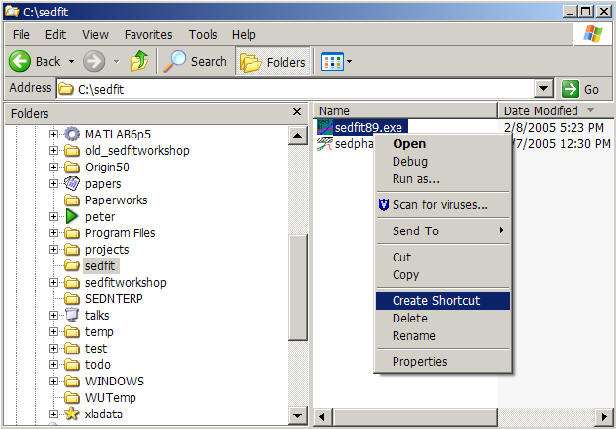 C:\sedfit
File Edit View Favorites Tools Help
Back Search Folders
Address C:\sedfit Go
Folders
MATLAB6p5
old_sedftworkshop
Origin50
papers
Paperworks
peter
Program Files
projects
sedfit
sedfitworkshop
SEDNTERP
talks
temp
test
todo
WINDOWS
WUTemp
xladata
Name Date Modified
sedfit89.exe 2/8/2005 5:23 PM
sedpha /7/2005 12:30 PM
Open
Debug
Run as...
Scan for viruses...
Send To
Cut
Copy
Create Shortcut
Delete
Rename
Properties